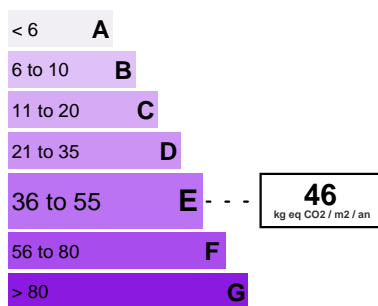 < 6 A
6 to 10 B
11 to 20 C
21 to 35 D
36 to 55 E
46
kg eq CO2 / m2 / an
56 to 80 F
> 80 G